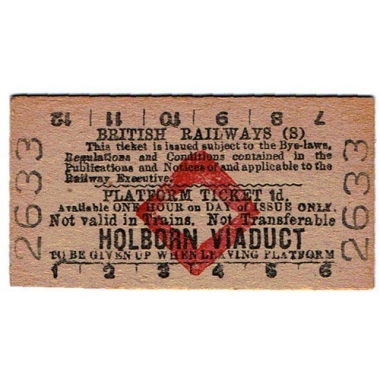 12 11 10 9 8 7
BRITISH RAILWAYS (S)
This ticket is issued subject to the Bye-laws,
Regulations and Conditions contained in the
Publications and Notices of and applicable to the
Railway Executive.
PLATFORM TICKET 1d.
Available ONE HOUR on DAY of ISSUE ONLY.
Not valid in Trains. Not Transferable
HOLBORN VIADUCT
TO BE GIVEN UP WHEN LEAVING PLATFORM
1 2 3 4 5 6
2633
2633